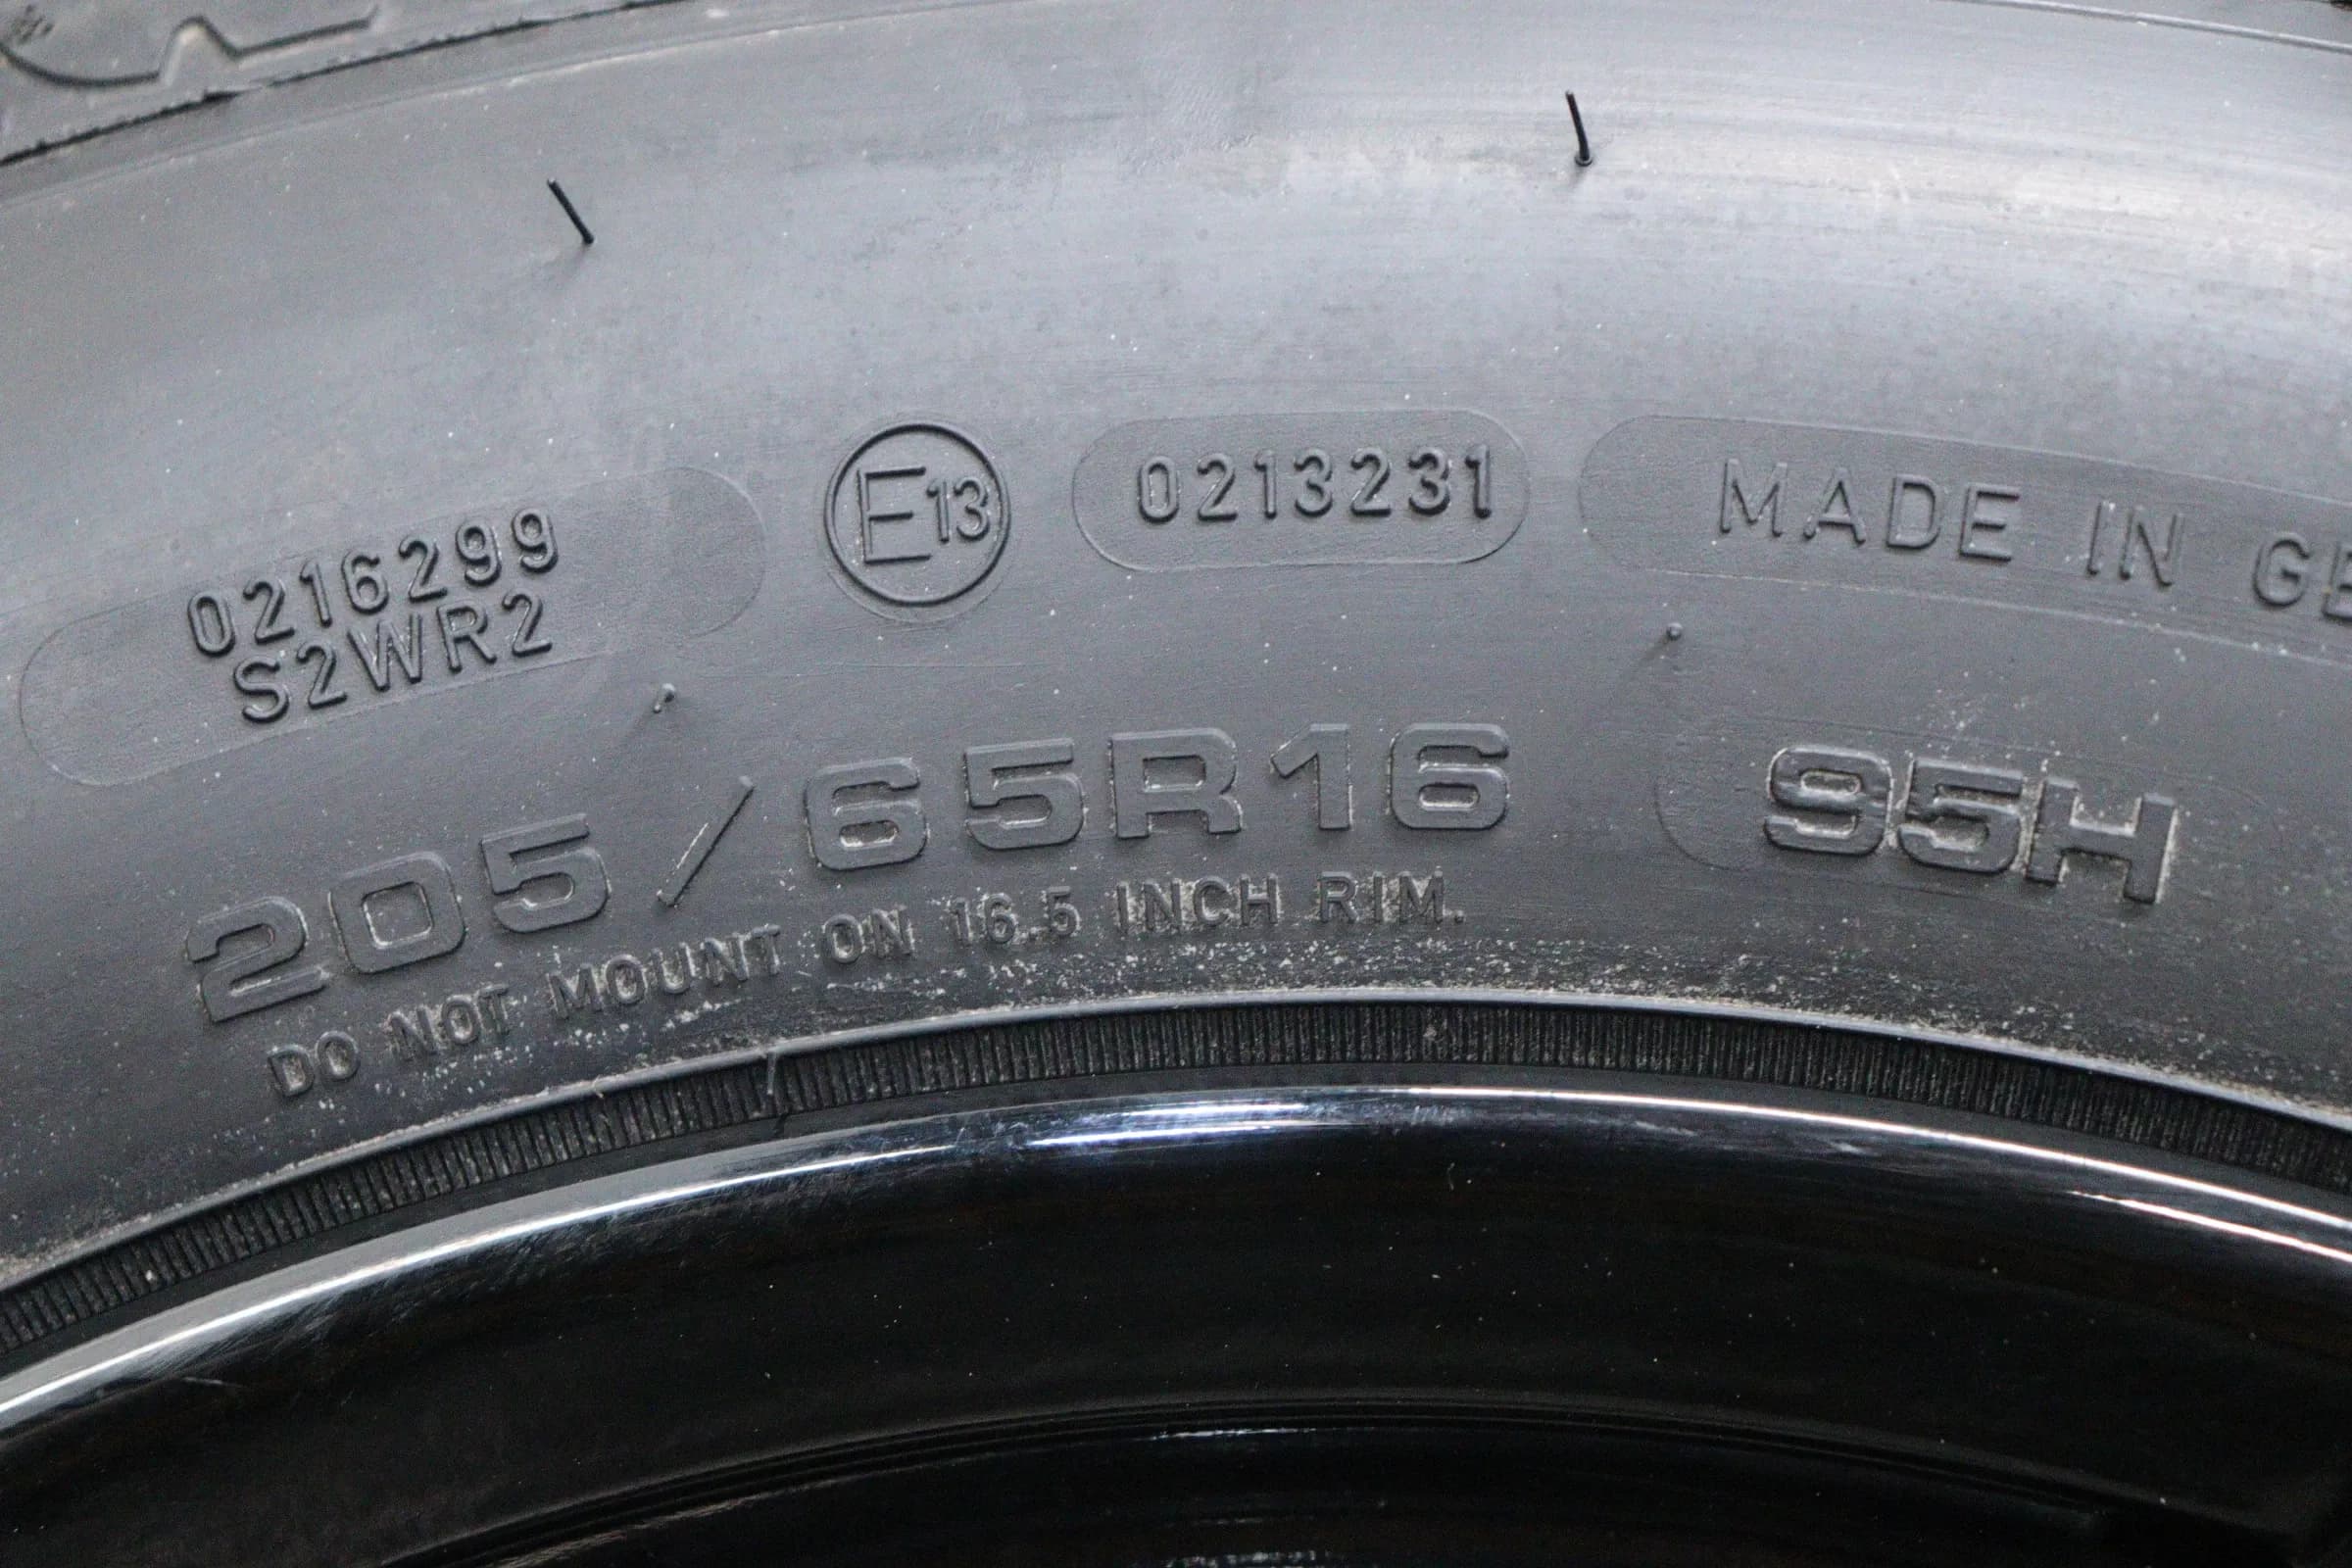 0216299
S2WR2
E13
0213231
MADE IN GE
205/65R16
95H
DO NOT MOUNT ON 16.5 INCH RIM.